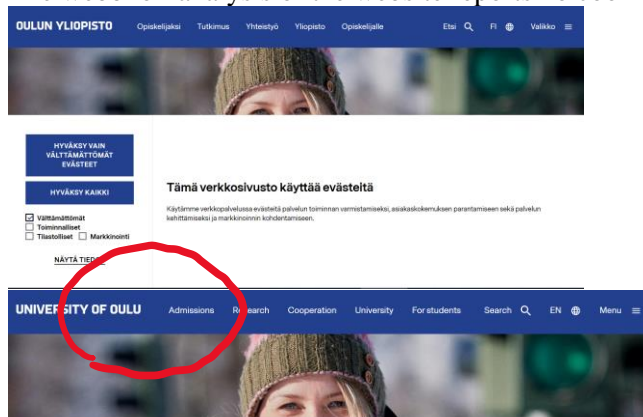 OULUN YLIOPISTO Opiskelijaksi Tutkimus Yhteistyö Yliopisto Opiskelijalle Etsi FI Valikko
HYVÄKSY VAIN
VÄLTTÄMÄTTÖMÄT
EVÄSTEET
HYVÄKSY KAIKKI
Välttämättömät
Toiminnalliset
Tilastolliset Markkinointi
NÄYTÄ
Tämä verkkosivusto käyttää evästeitä
Käytämme verkkopalvelussa evästeitä palvelun toiminnan varmistamiseksi, asiakaskokemuksen parantamiseen sekä palvelun
kehittämiseksi ja markkinoinnin kohdentamiseen.
UNIVERSITY OF OULU Admissions Research Cooperation University For students Search EN Menu